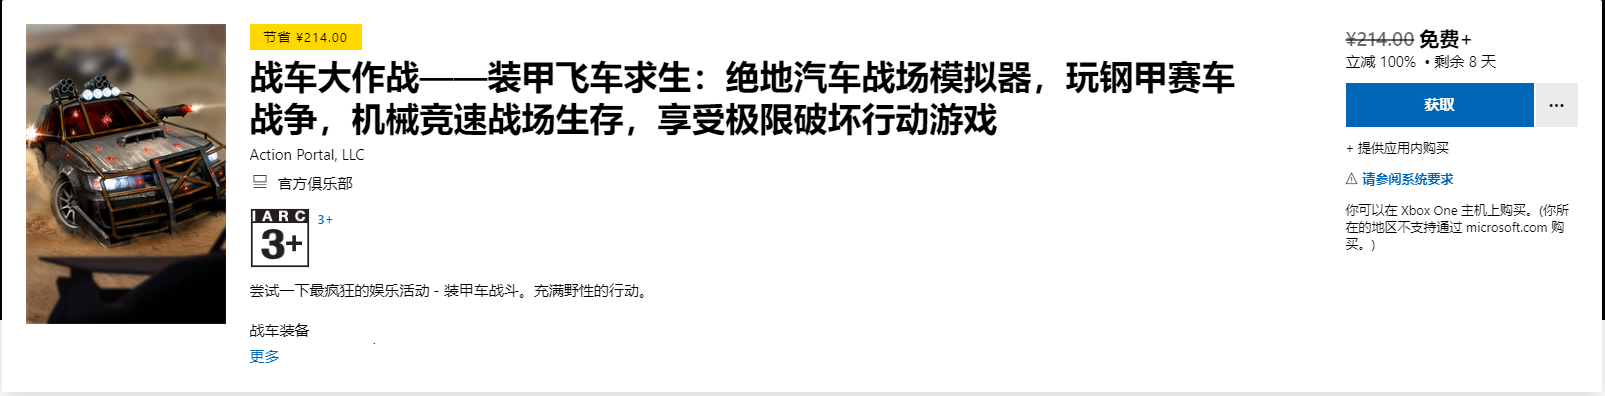 节省 ¥214.00
战车大作战——装甲飞车求生：绝地汽车战场模拟器，玩钢甲赛车
战争，机械竞速战场生存，享受极限破坏行动游戏
Action Portal, LLC
官方俱乐部
IARC
3+
3+
尝试一下最疯狂的娱乐活动 - 装甲车战斗。充满野性的行动。
战车装备
更多
¥214.00 免费+
立减 100% • 剩余 8 天
获取
+ 提供应用内购买
请参阅系统要求
你可以在 Xbox One 主机上购买。(你所
在的地区不支持通过 microsoft.com 购
买。)